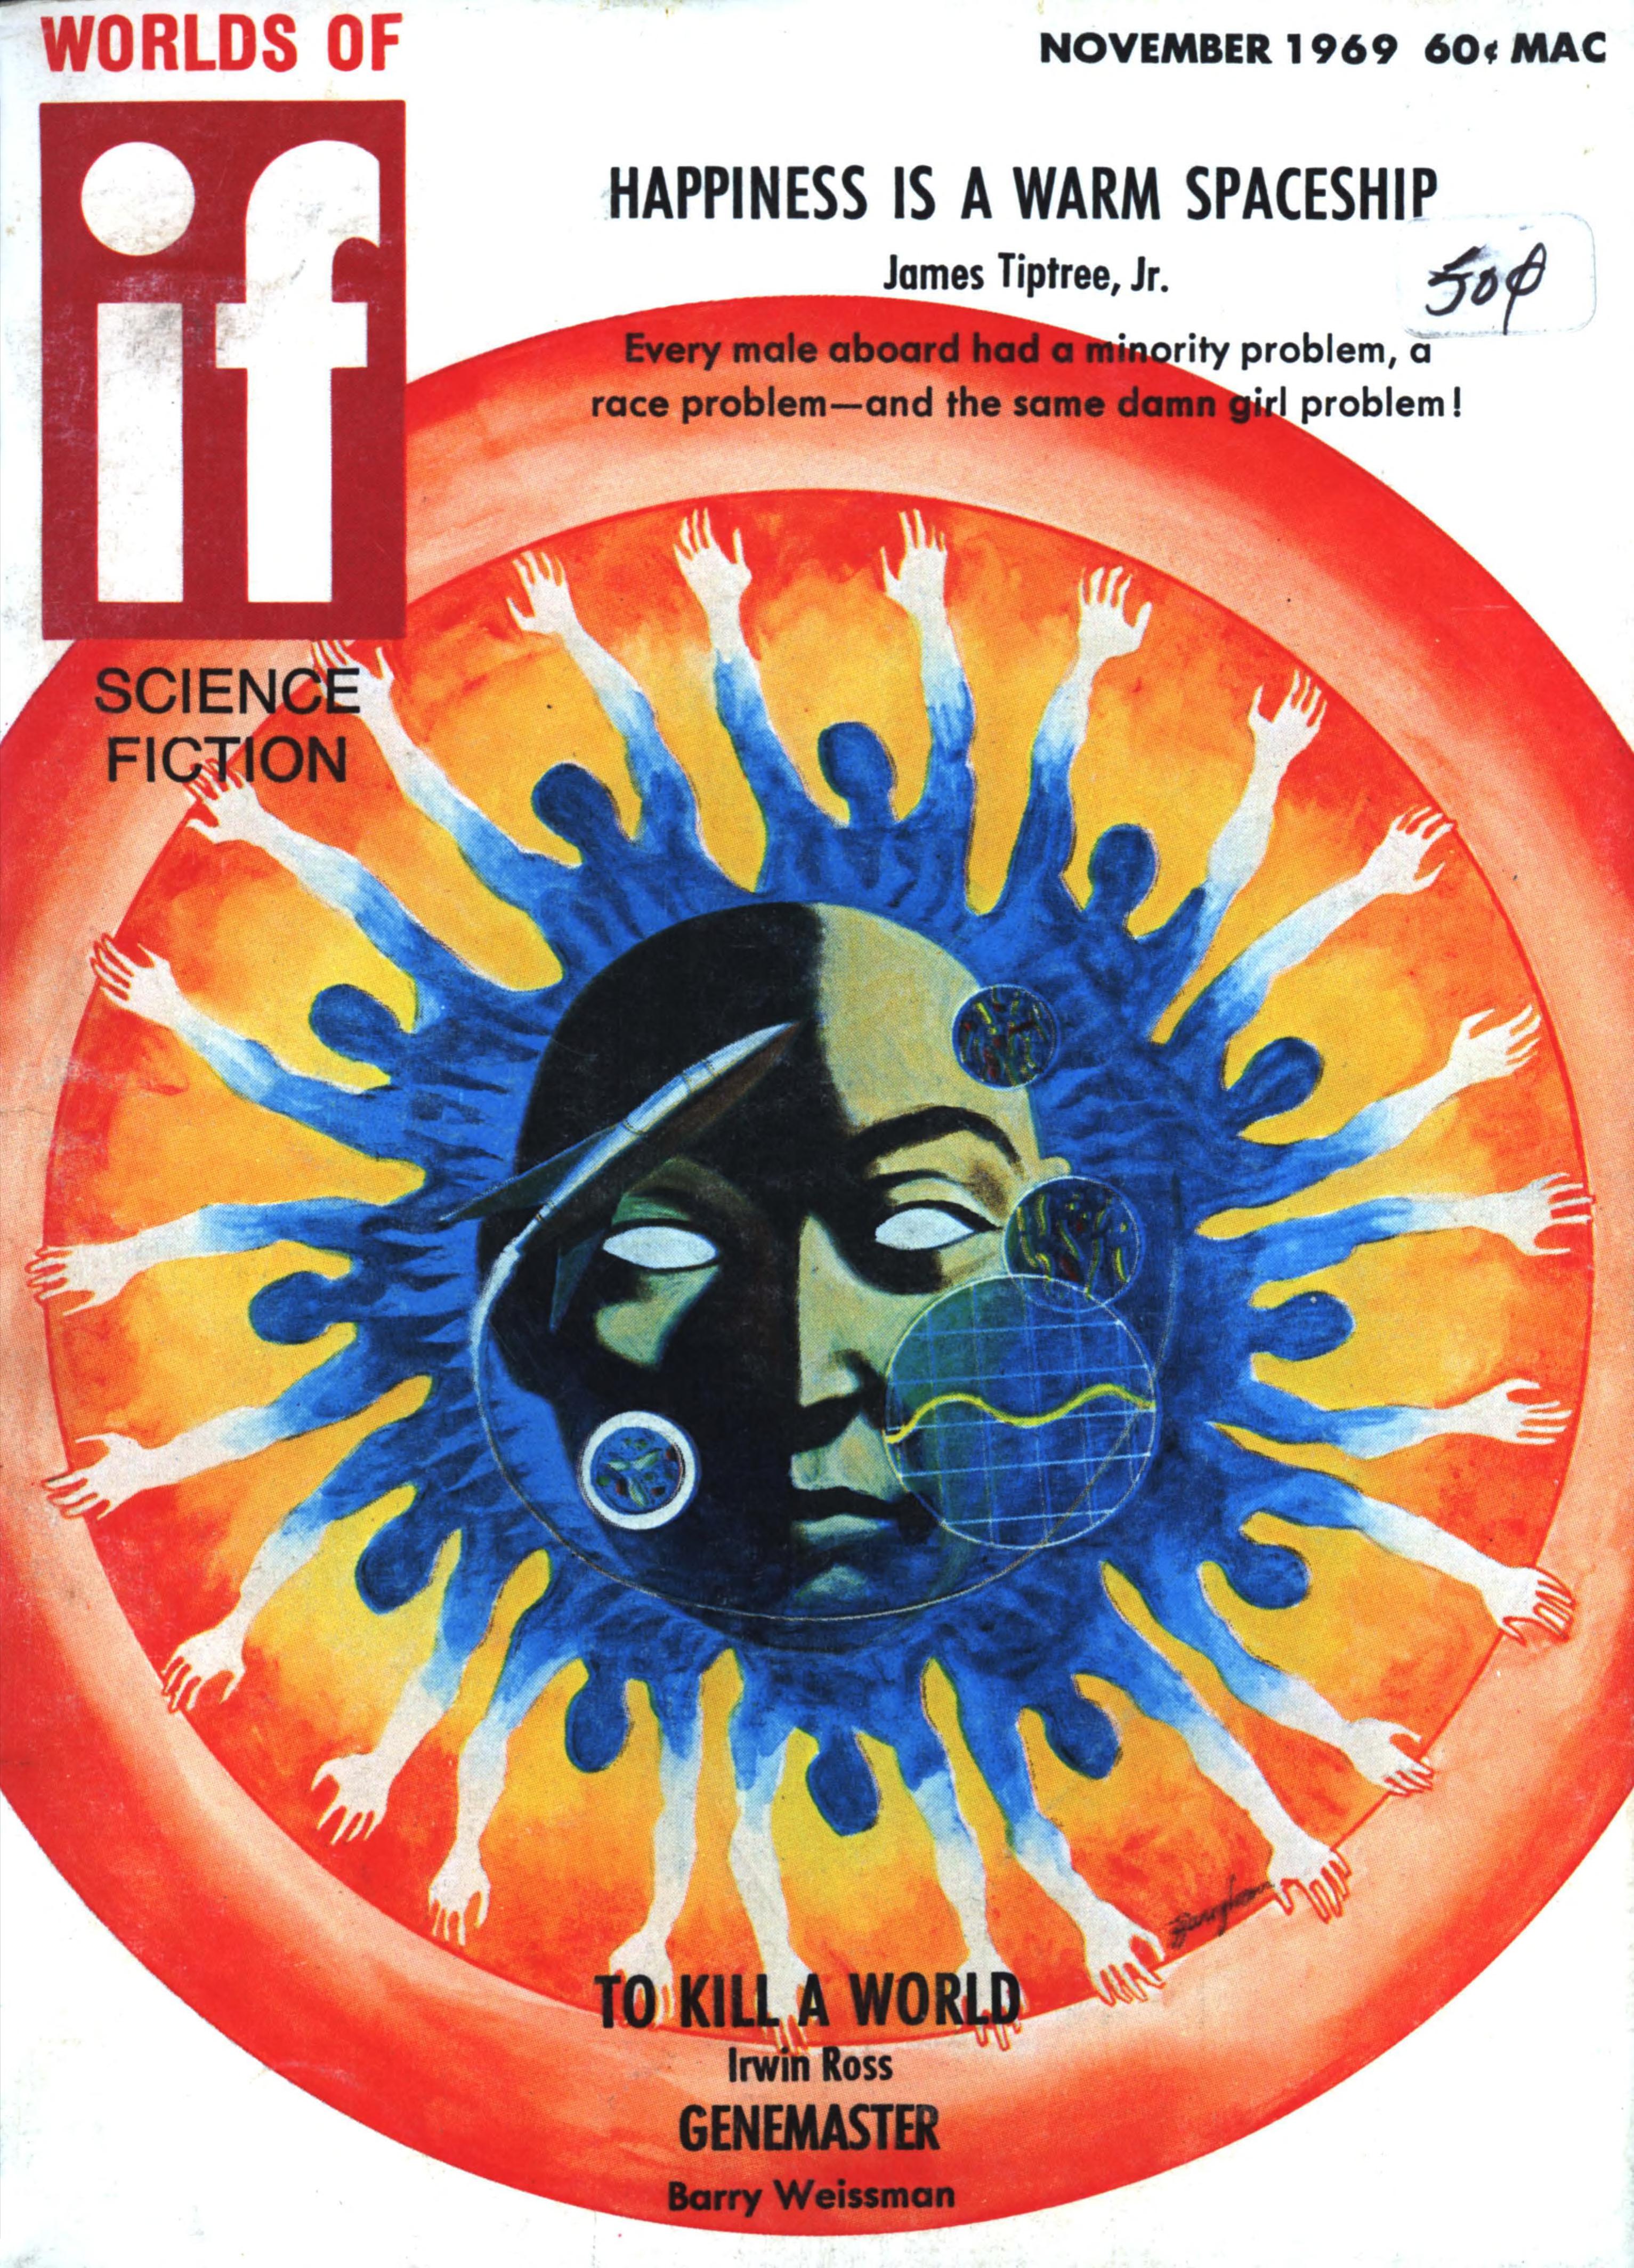 WORLDS OF
if
SCIENCE
FICTION
NOVEMBER 1969 60¢ MAC
HAPPINESS IS A WARM SPACESHIP
James Tiptree, Jr.
50¢
Every male aboard had a minority problem, a
race problem—and the same damn girl problem!
TO KILL A WORLD
Irwin Ross
GENEMASTER
Barry Weissman